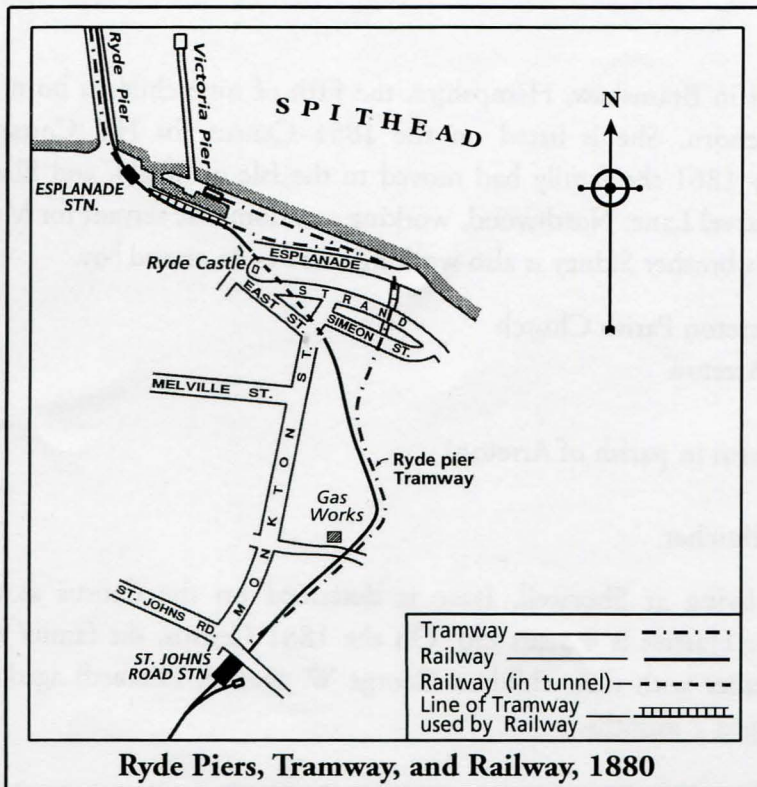 Ryde Pier
Victoria Pier
SPITHEAD
N
ESPLANADE
STN.
Ryde Castle
ESPLANADE
STRAND
EAST ST.
SIMEON
ST.
MELVILLE ST.
MONKTON ST.
Ryde pier
Tramway
Gas
Works
ST. JOHNS RD.
ST. JOHNS
ROAD STN
Tramway
Railway
Railway (in tunnel)
Line of Tramway
used by Railway
Ryde Piers, Tramway, and Railway, 1880